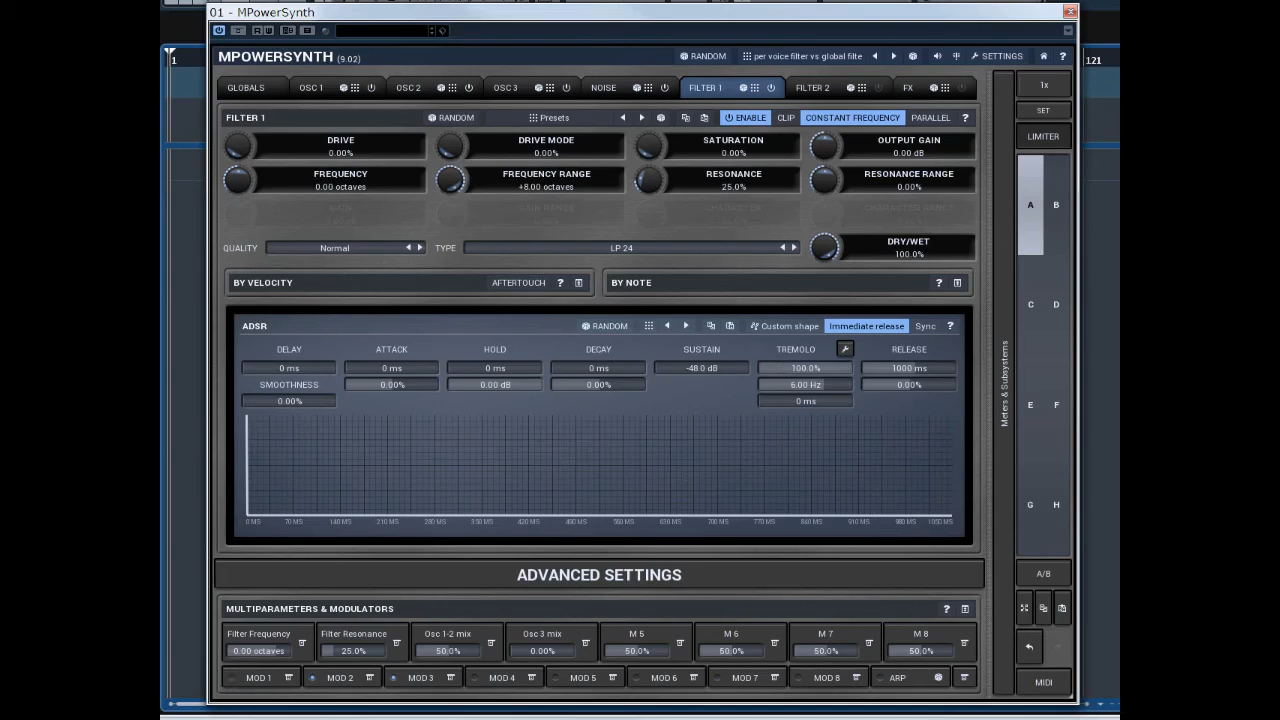 01 - MPowerSynth
RW
1
121
MPOWERSYNTH (9.02) RANDOM per voice filter vs global filte SETTINGS ?
GLOBALS OSC 1 OSC 2 OSC 3 NOISE FILTER 1 FILTER 2 FX
FILTER 1 RANDOM Presets ENABLE CLIP CONSTANT FREQUENCY PARALLEL ?
DRIVE DRIVE MODE SATURATION OUTPUT GAIN
0.00% 0.00% 0.00% 0.00 dB
FREQUENCY FREQUENCY RANGE RESONANCE RESONANCE RANGE
0.00 octaves +8.00 octaves 25.0% 0.00%
GAIN GAIN RANGE CHARACTER CHARACTER RANGE
QUALITY Normal TYPE LP 24 DRY/WET
100.0%
BY VELOCITY AFTERTOUCH ? BY NOTE ?
ADSR RANDOM Custom shape Immediate release Sync ?
DELAY ATTACK HOLD DECAY SUSTAIN TREMOLO RELEASE
0 ms 0 ms 0 ms 0 ms -48.0 dB 100.0% 1000 ms
SMOOTHNESS 0.00% 0.00 dB 0.00% 6.00 Hz 0.00%
0.00% 0 ms
0 MS 70 MS 140 MS 210 MS 280 MS 350 MS 420 MS 490 MS 560 MS 630 MS 700 MS 770 MS 840 MS 910 MS 980 MS 1050 MS
ADVANCED SETTINGS
MULTIPARAMETERS & MODULATORS ?
Filter Frequency Filter Resonance Osc 1-2 mix Osc 3 mix M 5 M 6 M 7 M 8
0.00 octaves 25.0% 50.0% 0.00% 50.0% 50.0% 50.0% 50.0%
MOD 1 MOD 2 MOD 3 MOD 4 MOD 5 MOD 6 MOD 7 MOD 8 ARP
Meters & Subsystems
1x
SET
LIMITER
A B
C D
E F
G H
A/B
MIDI